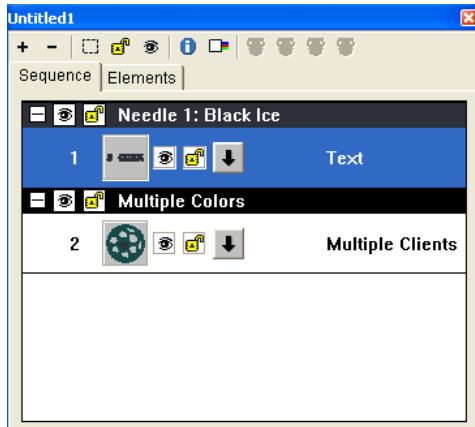 Untitled1
Sequence Elements
Needle 1: Black Ice
1 Text
Multiple Colors
2 Multiple Clients